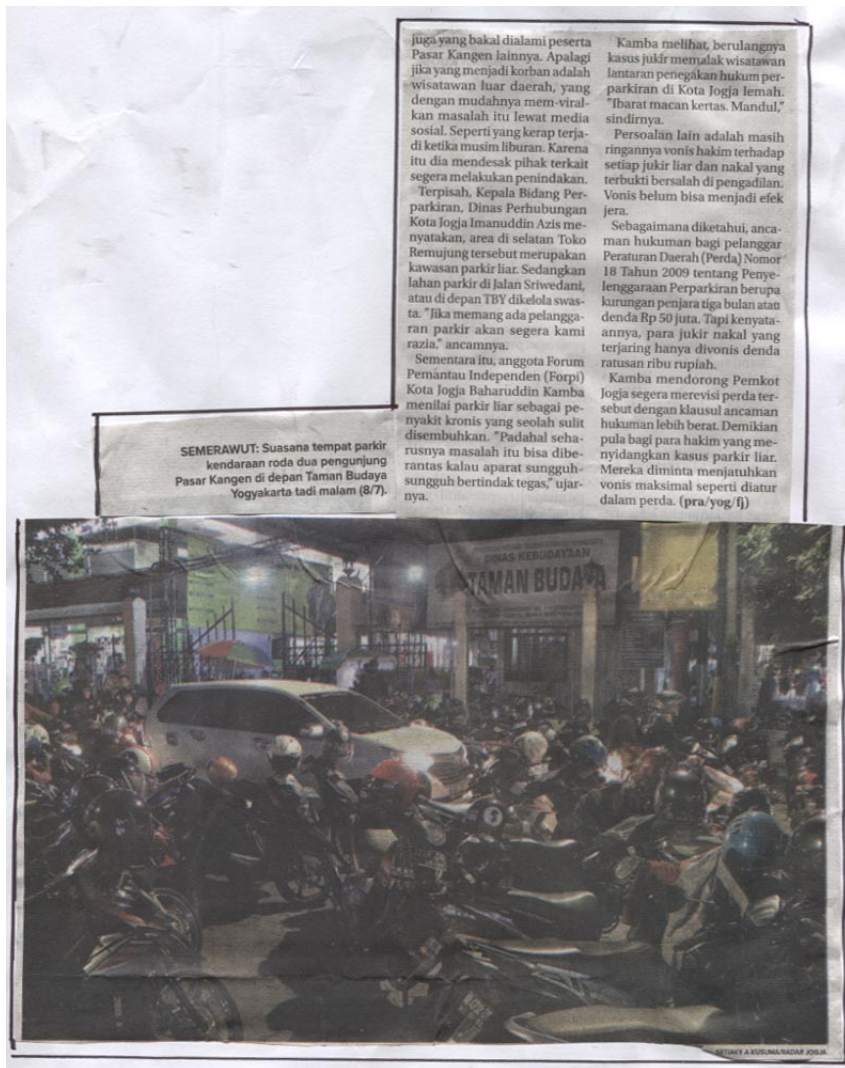 juga yang bakal dialami peserta
Pasar Kangen lainnya. Apalagi
jika yang menjadi korban adalah
wisatawan luar daerah, yang
dengan mudahnya mem-viral-
kan masalah itu lewat media
sosial. Seperti yang kerap terja-
di ketika musim liburan. Karena
itu dia mendesak pihak terkait
segera melakukan penindakan.
Terpisah, Kepala Bidang Per-
parkiran, Dinas Perhubungan
Kota Jogja Imanuddin Azis me-
nyatakan, area di selatan Toko
Remujung tersebut merupakan
kawasan parkir liar. Sedangkan
lahan parkir di Jalan Sriwedani,
atau di depan TBY dikelola swas-
ta. "Jika memang ada pelangga-
ran parkir akan segera kami
razia," ancamnya.
Sementara itu, anggota Forum
Pemantau Independen (Forpi)
Kota Jogja Baharuddin Kamba
menilai parkir liar sebagai pe-
nyakit kronis yang seolah sulit
disembuhkan. "Padahal seha-
rusnya masalah itu bisa dibe-
rantas kalau aparat sungguh-
sungguh bertindak tegas," ujar-
nya.
Kamba melihat, berulangnya
kasus jukir memalak wisatawan
lantaran penegakan hukum per-
parkiran di Kota Jogja lemah.
"Ibarat macan kertas. Mandul,"
sindirnya.
Persoalan lain adalah masih
ringannya vonis hakim terhadap
setiap jukir liar dan nakal yang
terbukti bersalah di pengadilan.
Vonis belum bisa menjadi efek
jera.
Sebagaimana diketahui, anca-
man hukuman bagi pelanggar
Peraturan Daerah (Perda) Nomor
18 Tahun 2009 tentang Penye-
lenggaraan Perparkiran berupa
kurungan penjara tiga bulan atau
denda Rp 50 juta. Tapi kenyata-
annya, para jukir nakal yang
terjaring hanya divonis denda
ratusan ribu rupiah.
Kamba mendorong Pemkot
Jogja segera merevisi perda ter-
sebut dengan klausul ancaman
hukuman lebih berat. Demikian
pula bagi para hakim yang me-
nyidangkan kasus parkir liar.
Mereka diminta menjatuhkan
vonis maksimal seperti diatur
dalam perda. (pra/yog/fj)
SEMERAWUT: Suasana tempat parkir
kendaraan roda dua pengunjung
Pasar Kangen di depan Taman Budaya
Yogyakarta tadi malam (8/7).
DINAS KEBUDAYAAN
TAMAN BUDAYA
SETIAKY A KUSUMA/RADAR JOGJA